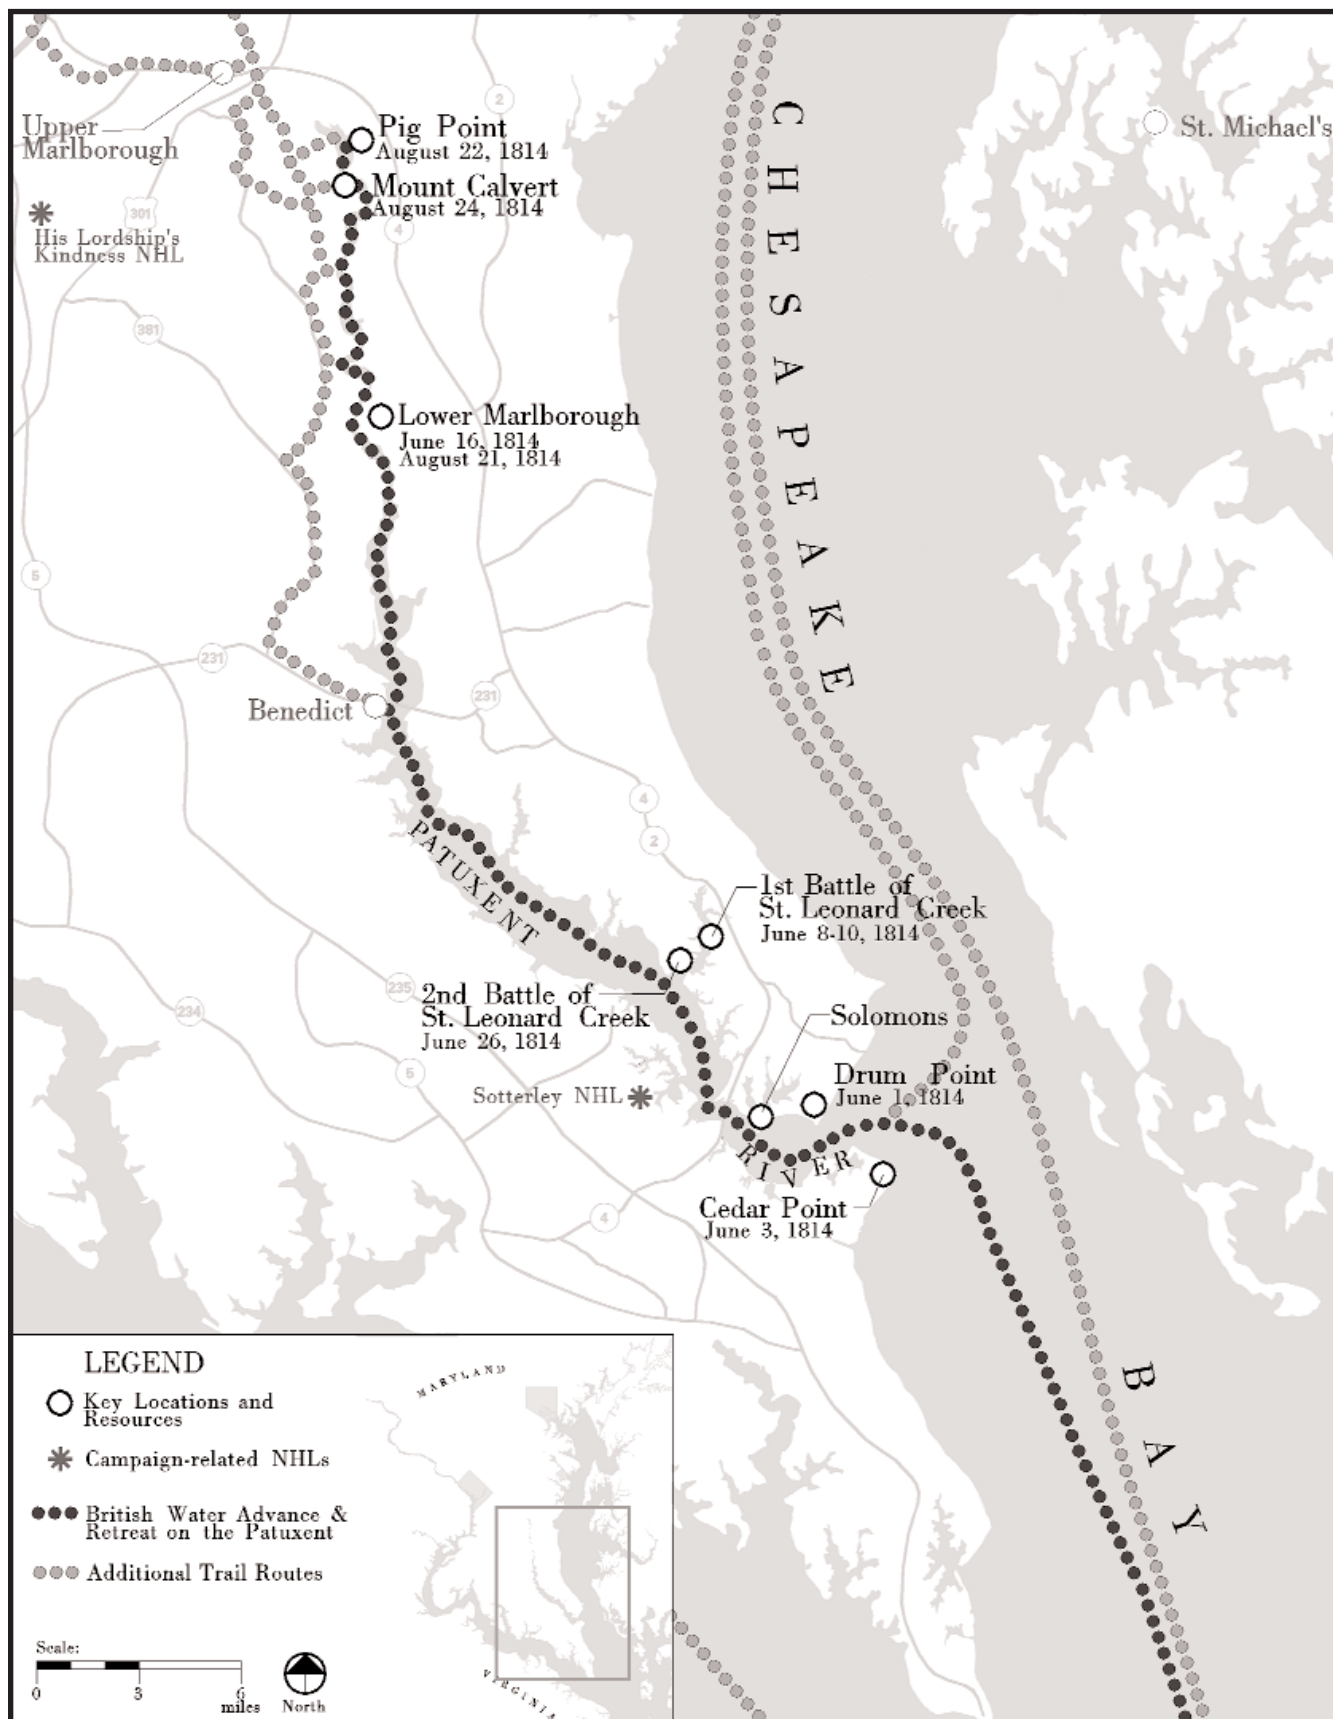 Upper
Marlborough
Pig Point
August 22, 1814
Mount Calvert
August 24, 1814
His Lordship's
Kindness NHL
St. Michael's
2
301
4
381
CHESAPEAKE
Lower Marlborough
June 16, 1814
August 21, 1814
5
231
231
Benedict
4
2
PATUXENT
1st Battle of
St. Leonard Creek
June 8-10, 1814
2nd Battle of
St. Leonard Creek
June 26, 1814
235
234
5
Solomons
Drum Point
June 1, 1814
Sotterley NHL
RIVER
Cedar Point
June 3, 1814
4
BAY
LEGEND
Key Locations and
Resources
Campaign-related NHLs
British Water Advance &
Retreat on the Patuxent
Additional Trail Routes
Scale:
0 3 6
miles
North
MARYLAND
VIRGINIA